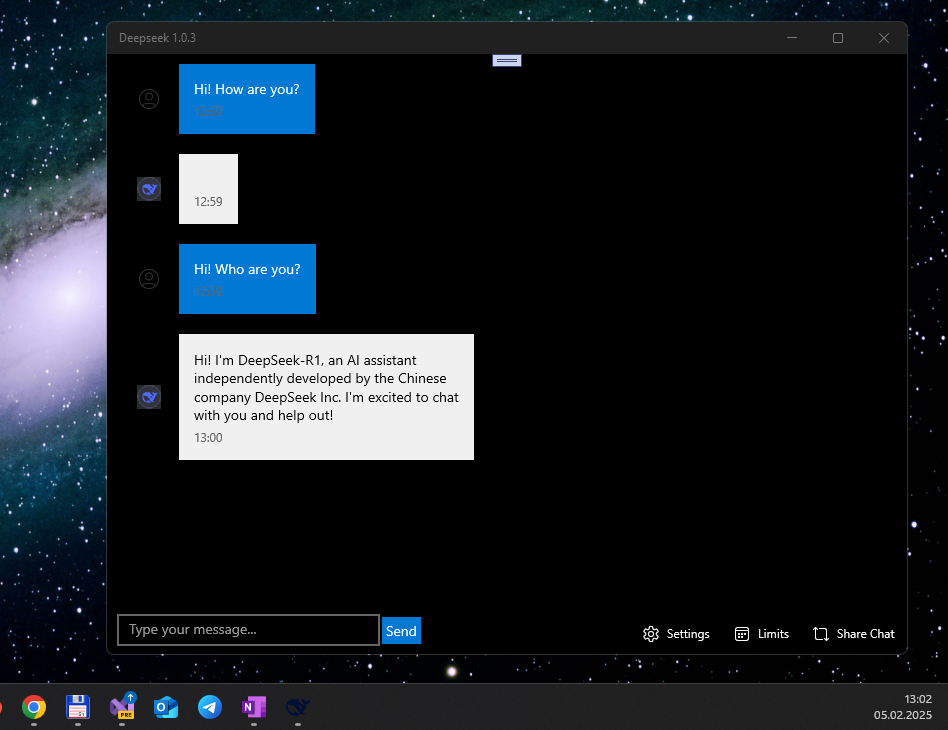 Deepseek 1.0.3
Hi! How are you?
12:59
Hi! Who are you?
Hi! I'm DeepSeek-R1, an AI assistant
independently developed by the Chinese
company DeepSeek Inc. I'm excited to chat
with you and help out!
13:00
Type your message...
Send
Settings
Limits
Share Chat
PRE
13:02
05.02.2025